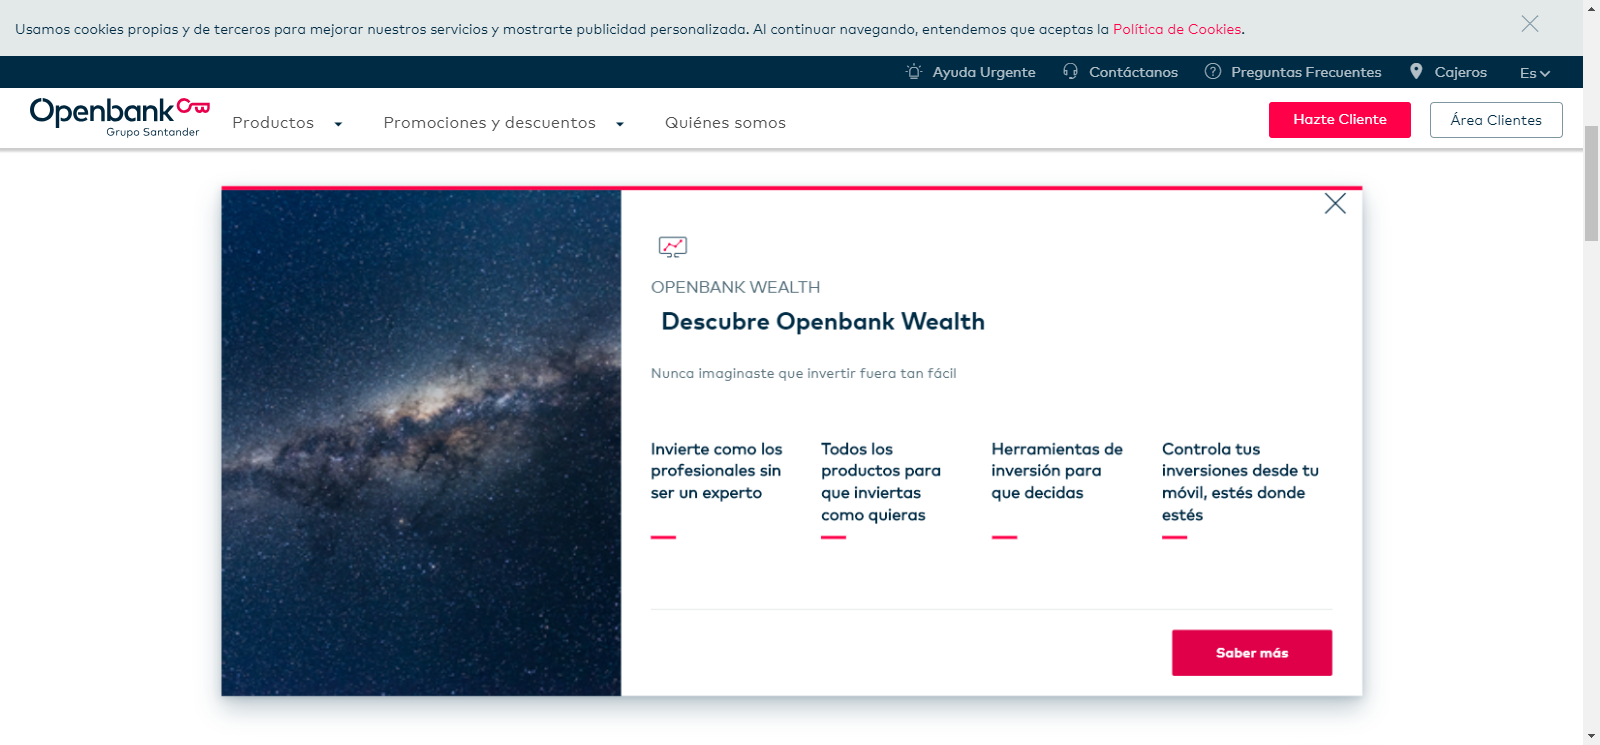 Usamos cookies propias y de terceros para mejorar nuestros servicios y mostrarte publicidad personalizada. Al continuar navegando, entendemos que aceptas la Política de Cookies.
Ayuda Urgente
Contáctanos
Preguntas Frecuentes
Cajeros
Es
Openbank
Grupo Santander
Productos
Promociones y descuentos
Quiénes somos
Hazte Cliente
Área Clientes
OPENBANK WEALTH
Descubre Openbank Wealth
Nunca imaginaste que invertir fuera tan fácil
Invierte como los
profesionales sin
ser un experto
Todos los
productos para
que inviertas
como quieras
Herramientas de
inversión para
que decidas
Controla tus
inversiones desde tu
móvil, estés donde
estés
Saber más